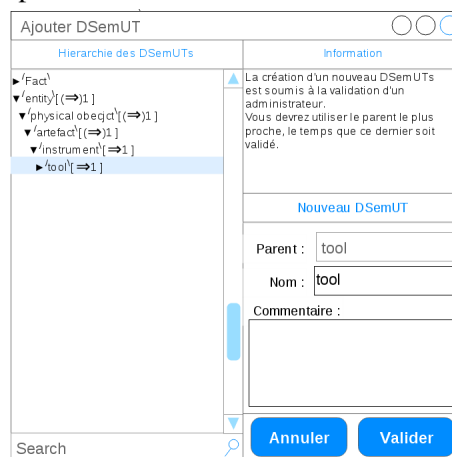 Ajouter DSemUT
Hierarchie des DSemUTs
Information
▶/Fact\
▼/entity\[(⇒)1 ]
▼/physical obecjct\[(⇒)1 ]
▼/artefact\[(⇒)1 ]
▼/instrument\[⇒1 ]
▶/tool\[⇒1 ]
La création d'un nouveau DSemUTs
est soumis à la validation d'un
administrateur.
Vous devrez utiliser le parent le plus
proche, le temps que ce dernier soit
validé.
Nouveau DSemUT
Parent : tool
Nom : tool
Commentaire :
Search
Annuler
Valider